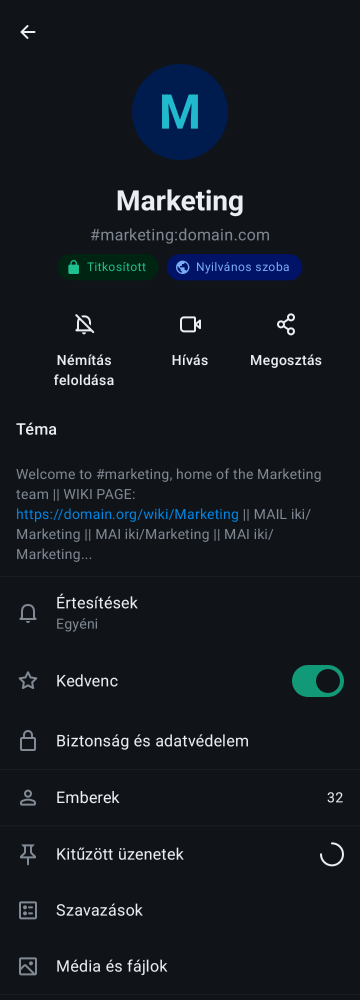 M
Marketing
#marketing:domain.com
Titkosított
Nyilvános szoba
Némítás
feloldása
Hívás
Megosztás
Téma
Welcome to #marketing, home of the Marketing
team || WIKI PAGE:
https://domain.org/wiki/Marketing || MAIL iki/
Marketing || MAI iki/Marketing || MAI iki/
Marketing...
Értesítések
Egyéni
Kedvenc
Biztonság és adatvédelem
Emberek
32
Kitűzött üzenetek
Szavazások
Média és fájlok